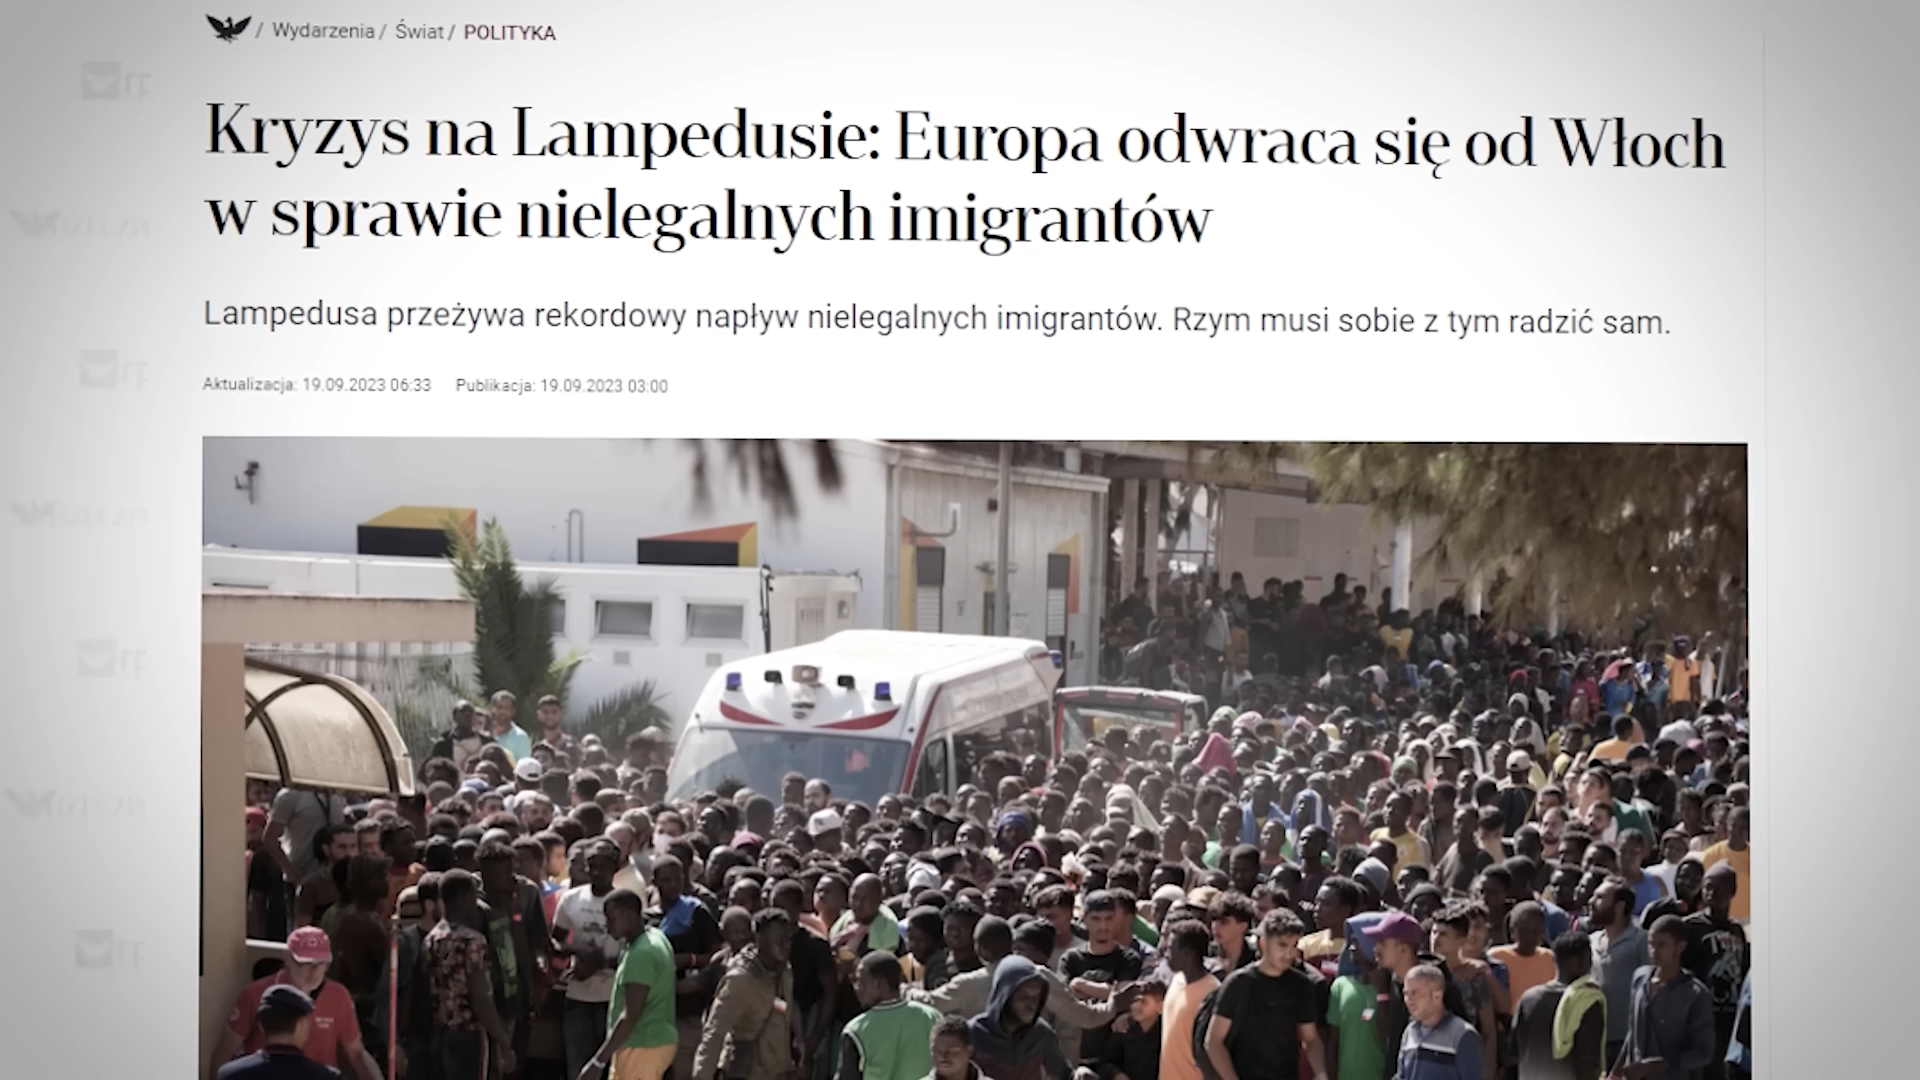 / Wydarzenia / Świat / POLITYKA
Kryzys na Lampedusie: Europa odwraca się od Włoch
w sprawie nielegalnych imigrantów
Lampedusa przeżywa rekordowy napływ nielegalnych imigrantów. Rzym musi sobie z tym radzić sam.
Aktualizacja: 19.09.2023 06:33 Publikacja: 19.09.2023 03:00